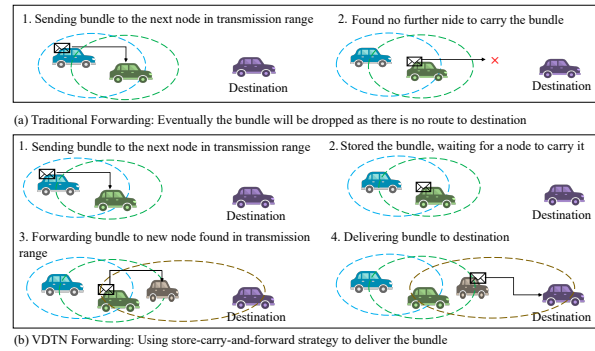 1. Sending bundle to the next node in transmission range
2. Found no further nide to carry the bundle
Destination
Destination
(a) Traditional Forwarding: Eventually the bundle will be dropped as there is no route to destination
1. Sending bundle to the next node in transmission range
2. Stored the bundle, waiting for a node to carry it
Destination
Destination
3. Forwarding bundle to new node found in transmission
range
4. Delivering bundle to destination
Destination
Destination
(b) VDTN Forwarding: Using store-carry-and-forward strategy to deliver the bundle